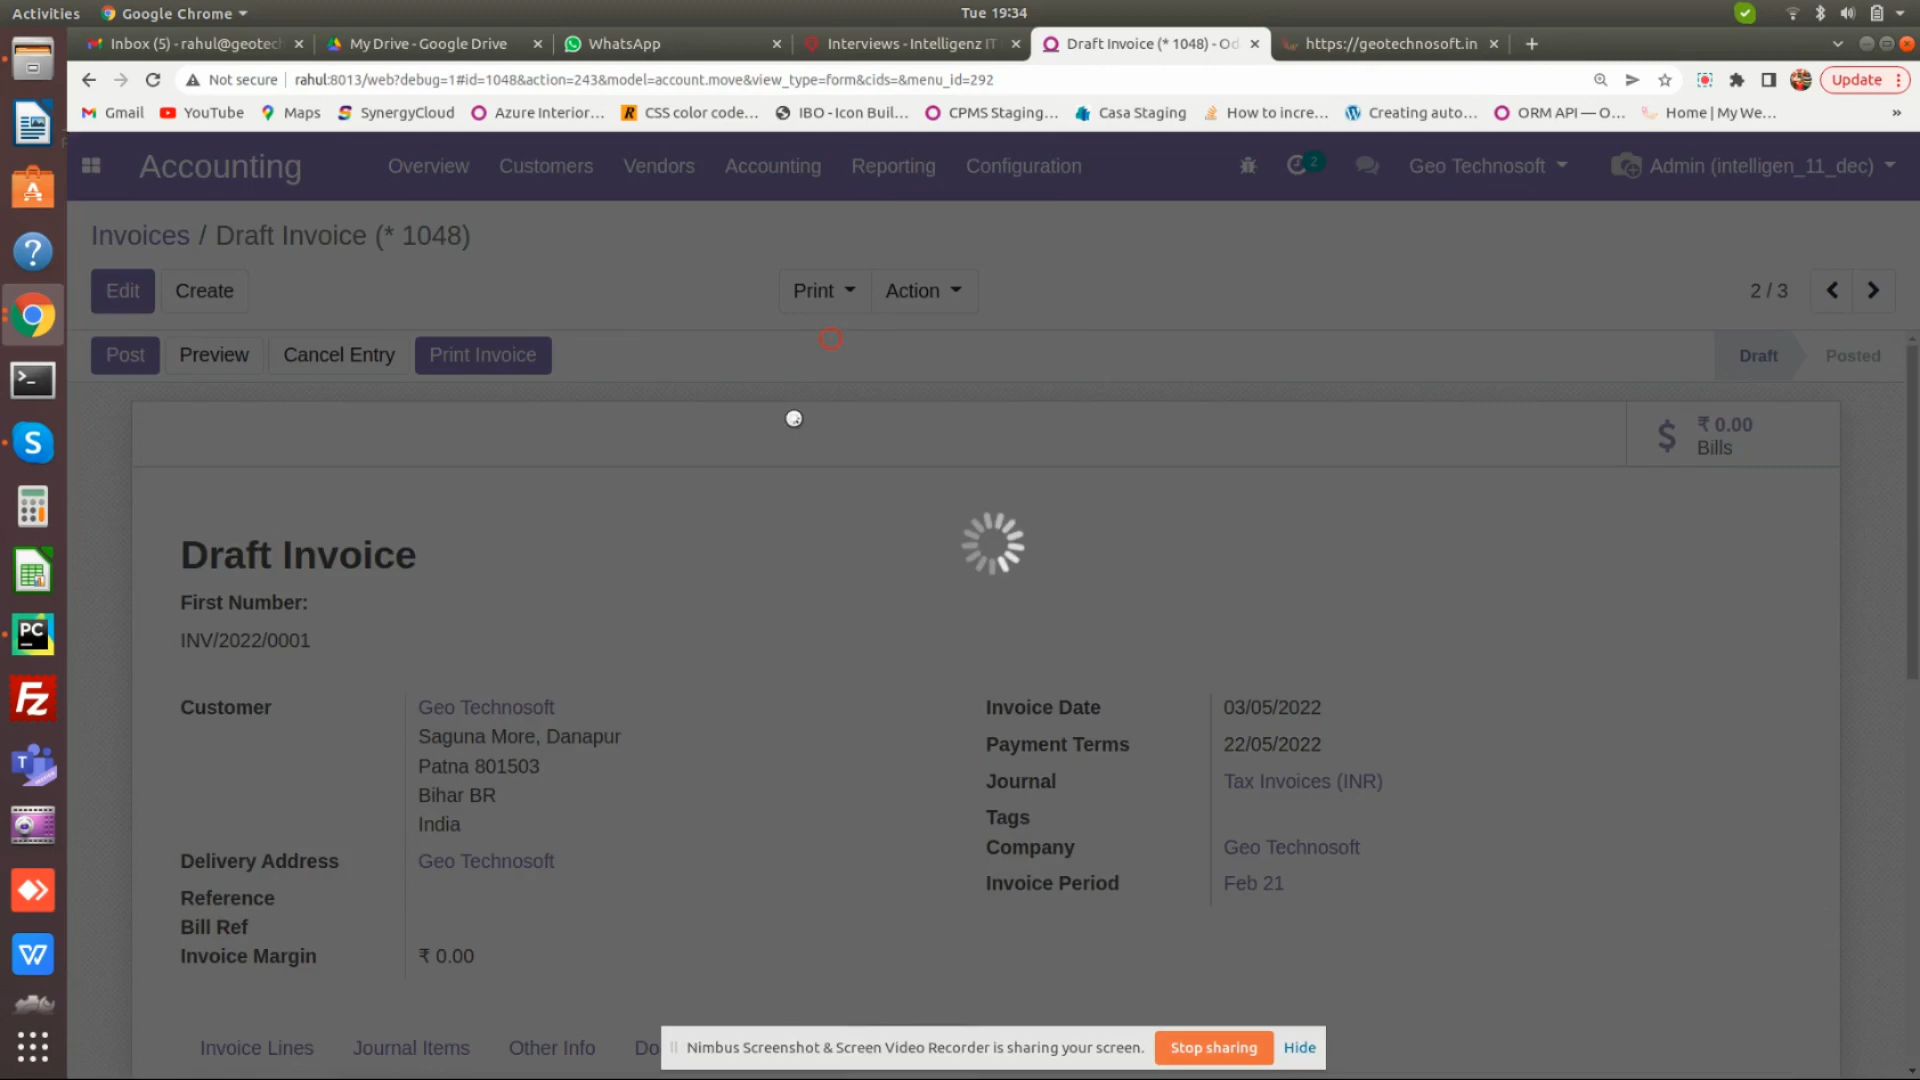 Activities Google Chrome Tue 19:34
Inbox (5) - rahul@geotec My Drive - Google Drive WhatsApp Interviews - Intelligenz IT Draft Invoice (* 1048) - Od https://geotechnosoft.in
Not secure rahul:8013/web?debug=1#id=1048&action=243&model=account.move&view_type=form&cids=&menu_id=292 Update
Gmail YouTube Maps SynergyCloud Azure Interior... CSS color code... IBO - Icon Buil... CPMS Staging... Casa Staging How to incre... Creating auto... ORM API — O... Home | My We... »
Accounting Overview Customers Vendors Accounting Reporting Configuration 2 Geo Technosoft Admin (intelligen_11_dec)
Invoices / Draft Invoice (* 1048)
Edit Create Print Action 2 / 3
Post Preview Cancel Entry Print Invoice Draft Posted
₹ 0.00
Bills
Draft Invoice
First Number:
INV/2022/0001
Customer Geo Technosoft
Saguna More, Danapur
Patna 801503
Bihar BR
India
Delivery Address Geo Technosoft
Reference
Bill Ref
Invoice Margin ₹ 0.00
Invoice Date 03/05/2022
Payment Terms 22/05/2022
Journal Tax Invoices (INR)
Tags
Company Geo Technosoft
Invoice Period Feb 21
Invoice Lines Journal Items Other Info Do
Nimbus Screenshot & Screen Video Recorder is sharing your screen. Stop sharing Hide